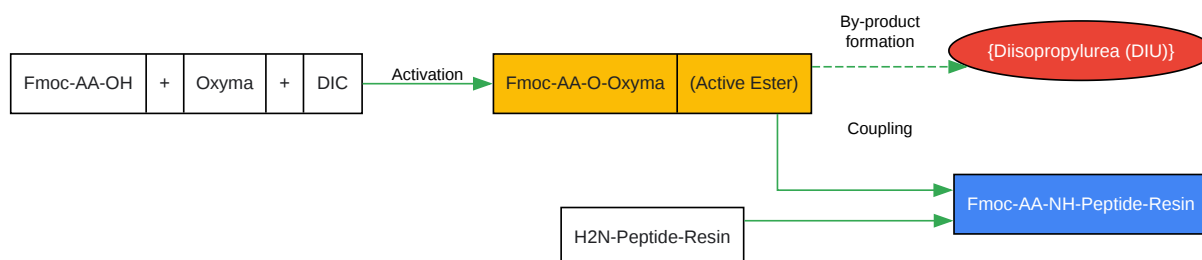 By-product
formation
{Diisopropylurea (DIU)}
Fmoc-AA-OH + Oxyma + DIC
Activation
Fmoc-AA-O-Oxyma (Active Ester)
Coupling
Fmoc-AA-NH-Peptide-Resin
H2N-Peptide-Resin